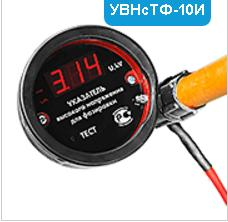 УВНсТФ-10И
3.14 U,kV
УКАЗАТЕЛЬ
высокого напряжения
для фазировки
ТЕСТ